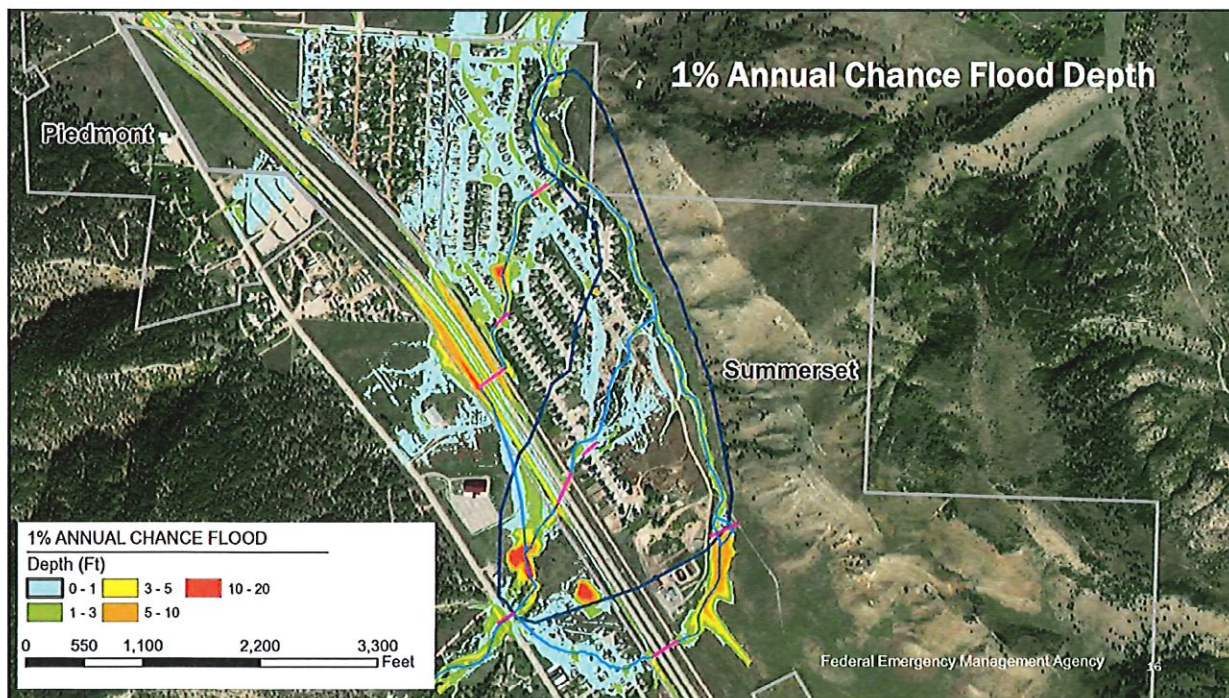 1% Annual Chance Flood Depth
Piedmont
Summerset
1% ANNUAL CHANCE FLOOD
Depth (Ft)
0 - 1
3 - 5
10 - 20
1 - 3
5 - 10
0 550 1,100 2,200 3,300
Feet
Federal Emergency Management Agency 16